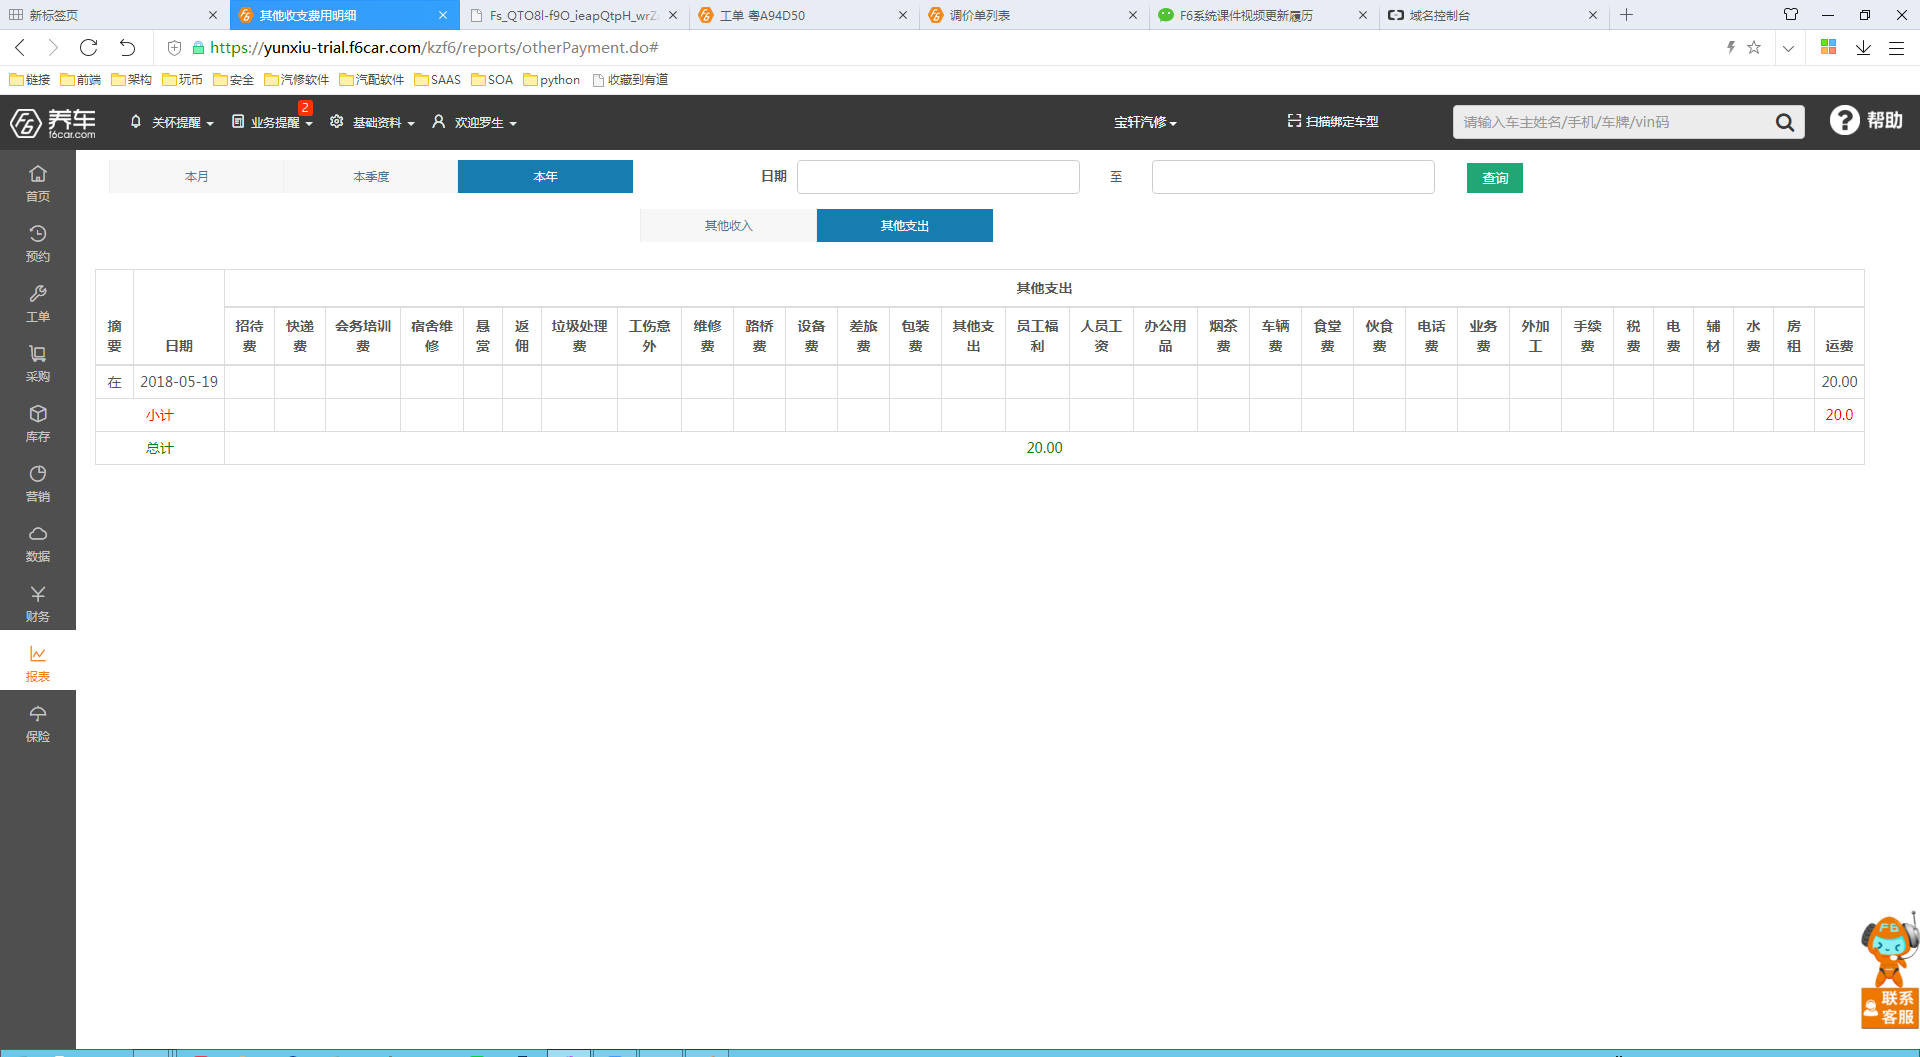 新标签页
其他收支费用明细
Fs_QTO8l-f9O_ieapQtpH_wrZ
工单 粤A94D50
调价单列表
F6系统课件视频更新履历
域名控制台
https://yunxiu-trial.f6car.com/kzf6/reports/otherPayment.do#
链接 前端 架构 玩币 安全 汽修软件 汽配软件 SAAS SOA python 收藏到有道
养车
f6car.com
关怀提醒 业务提醒 2 基础资料 欢迎罗生
宝轩汽修
扫描绑定车型
请输入车主姓名/手机/车牌/vin码
帮助
首页
预约
工单
采购
库存
营销
数据
财务
报表
保险
本月 本季度 本年 日期 至 查询
其他收入 其他支出
其他支出
摘要 日期 招待费 快递费 会务培训费 宿舍维修 悬赏 返佣 垃圾处理费 工伤意外 维修费 路桥费 设备费 差旅费 包装费 其他支出 员工福利 人员工资 办公用品 烟茶费 车辆费 食堂费 伙食费 电话费 业务费 外加工 手续费 税费 电费 辅材 水费 房租 运费
在 2018-05-19 20.00
小计 20.0
总计 20.00
F6
联系
客服